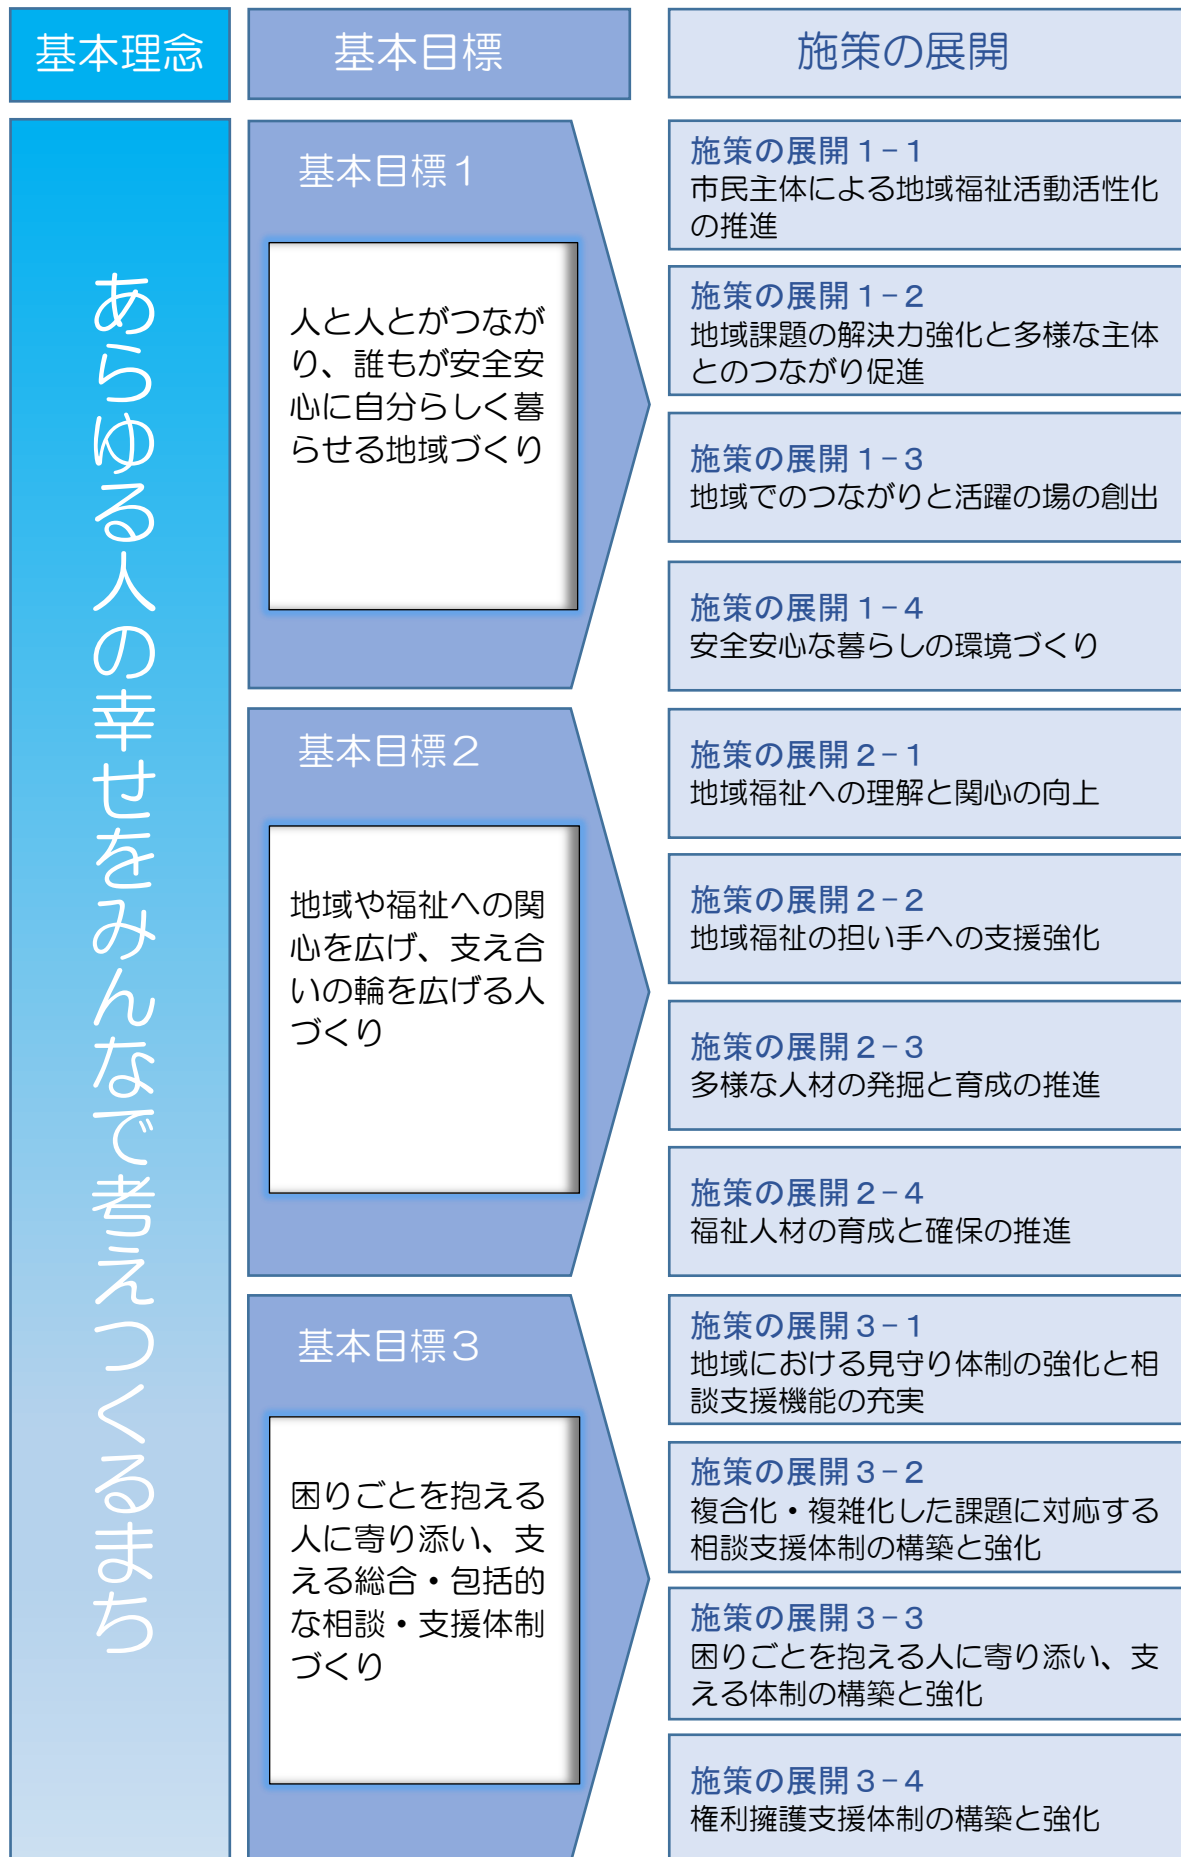 基本理念
基本目標
施策の展開
あらゆる人の幸せをみんなで考えつくるまち
基本目標１
人と人とがつなが
り、誰もが安全安
心に自分らしく暮
らせる地域づくり
施策の展開１−１
市民主体による地域福祉活動活性化
の推進
施策の展開１−２
地域課題の解決力強化と多様な主体
とのつながり促進
施策の展開１−３
地域でのつながりと活躍の場の創出
施策の展開１−４
安全安心な暮らしの環境づくり
基本目標２
地域や福祉への関
心を広げ、支え合
いの輪を広げる人
づくり
施策の展開２−１
地域福祉への理解と関心の向上
施策の展開２−２
地域福祉の担い手への支援強化
施策の展開２−３
多様な人材の発掘と育成の推進
施策の展開２−４
福祉人材の育成と確保の推進
基本目標３
困りごとを抱える
人に寄り添い、支
える総合・包括的
な相談・支援体制
づくり
施策の展開３−１
地域における見守り体制の強化と相
談支援機能の充実
施策の展開３−２
複合化・複雑化した課題に対応する
相談支援体制の構築と強化
施策の展開３−３
困りごとを抱える人に寄り添い、支
える体制の構築と強化
施策の展開３−４
権利擁護支援体制の構築と強化